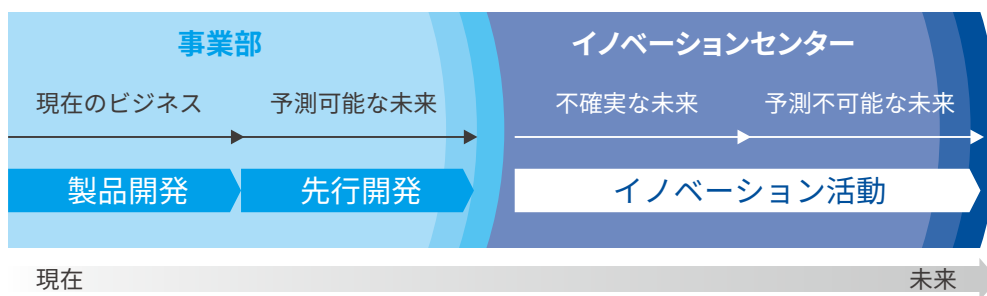 事業部
イノベーションセンター
現在のビジネス
予測可能な未来
不確実な未来
予測不可能な未来
製品開発
先行開発
イノベーション活動
現在
未来